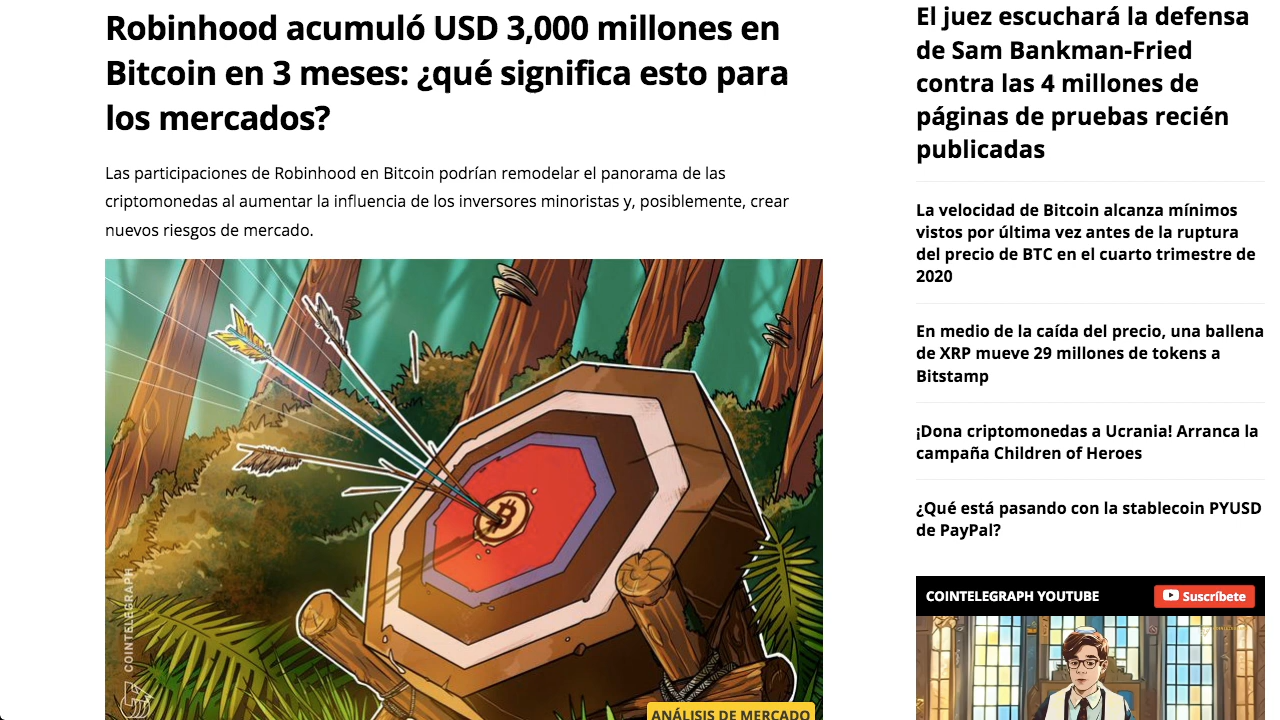 Robinhood acumuló USD 3,000 millones en
Bitcoin en 3 meses: ¿qué significa esto para
los mercados?
Las participaciones de Robinhood en Bitcoin podrían remodelar el panorama de las
criptomonedas al aumentar la influencia de los inversores minoristas y, posiblemente, crear
nuevos riesgos de mercado.
COINTELEGRAPH
ANÁLISIS DE MERCADO
El juez escuchará la defensa
de Sam Bankman-Fried
contra las 4 millones de
páginas de pruebas recién
publicadas
La velocidad de Bitcoin alcanza mínimos
vistos por última vez antes de la ruptura
del precio de BTC en el cuarto trimestre de
2020
En medio de la caída del precio, una ballena
de XRP mueve 29 millones de tokens a
Bitstamp
¡Dona criptomonedas a Ucrania! Arranca la
campaña Children of Heroes
¿Qué está pasando con la stablecoin PYUSD
de PayPal?
COINTELEGRAPH YOUTUBE
Suscríbete